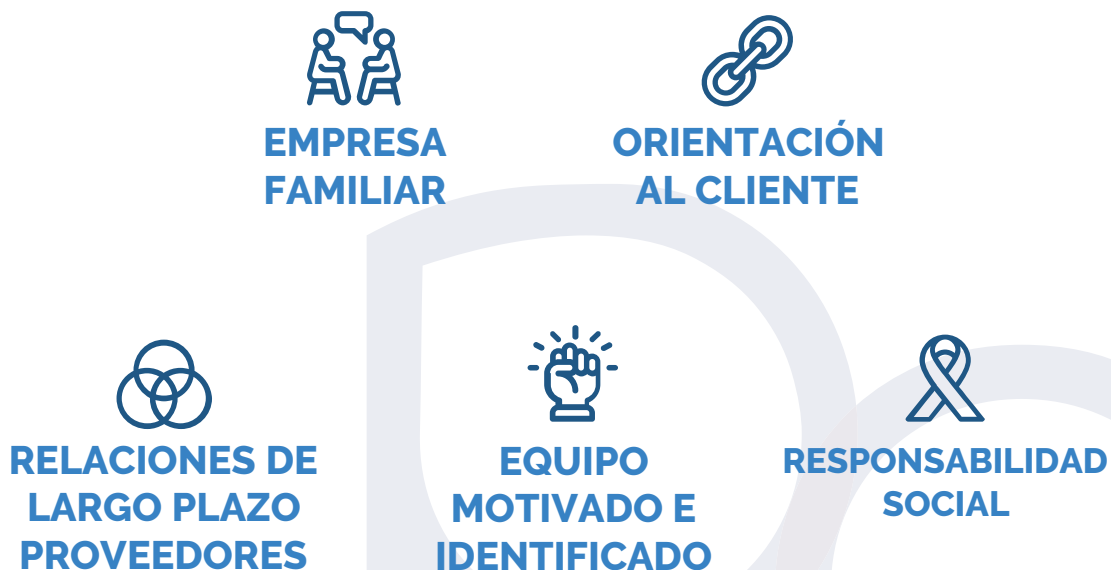 EMPRESA
FAMILIAR
ORIENTACIÓN
AL CLIENTE
RELACIONES DE
LARGO PLAZO
PROVEEDORES
EQUIPO
MOTIVADO E
IDENTIFICADO
RESPONSABILIDAD
SOCIAL